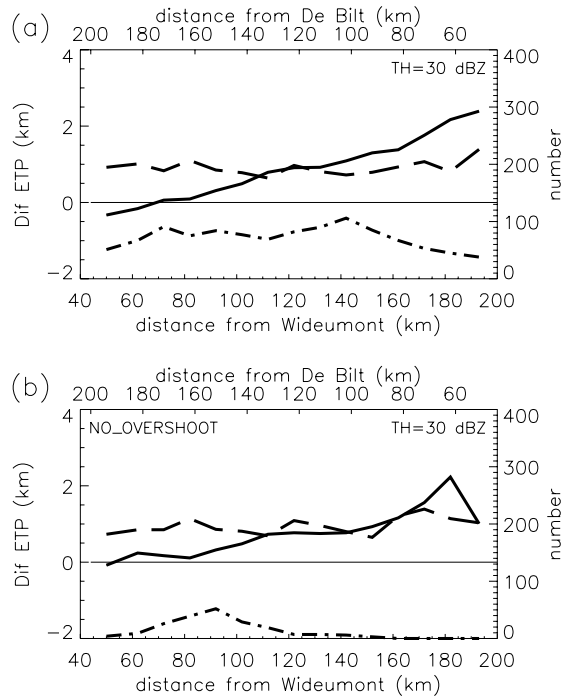 (a)
distance from De Bilt (km)
200 180 160 140 120 100 80 60
TH=30 dBZ
4
2
0
−2
Dif ETP (km)
400
300
200
100
0
number
40 60 80 100 120 140 160 180 200
distance from Wideumont (km)
(b)
distance from De Bilt (km)
200 180 160 140 120 100 80 60
NO_OVERSHOOT TH=30 dBZ
4
2
0
−2
Dif ETP (km)
400
300
200
100
0
number
40 60 80 100 120 140 160 180 200
distance from Wideumont (km)